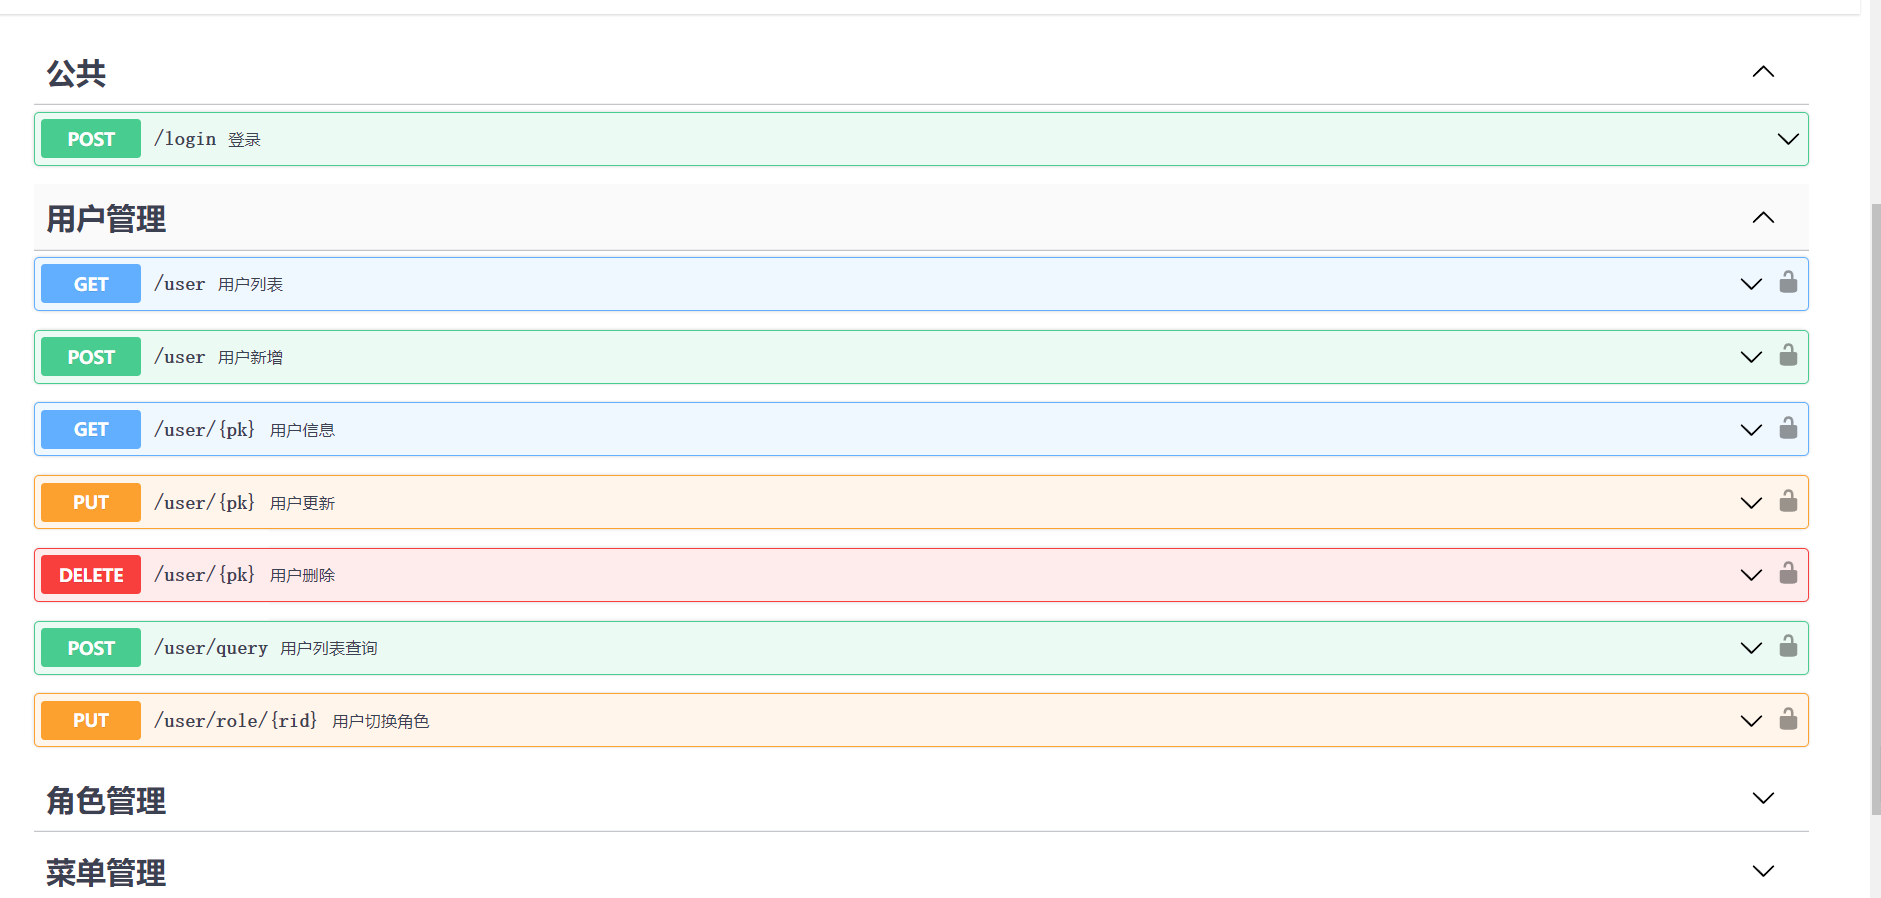 公共
POST /login 登录
用户管理
GET /user 用户列表
POST /user 用户新增
GET /user/{pk} 用户信息
PUT /user/{pk} 用户更新
DELETE /user/{pk} 用户删除
POST /user/query 用户列表查询
PUT /user/role/{rid} 用户切换角色
角色管理
菜单管理